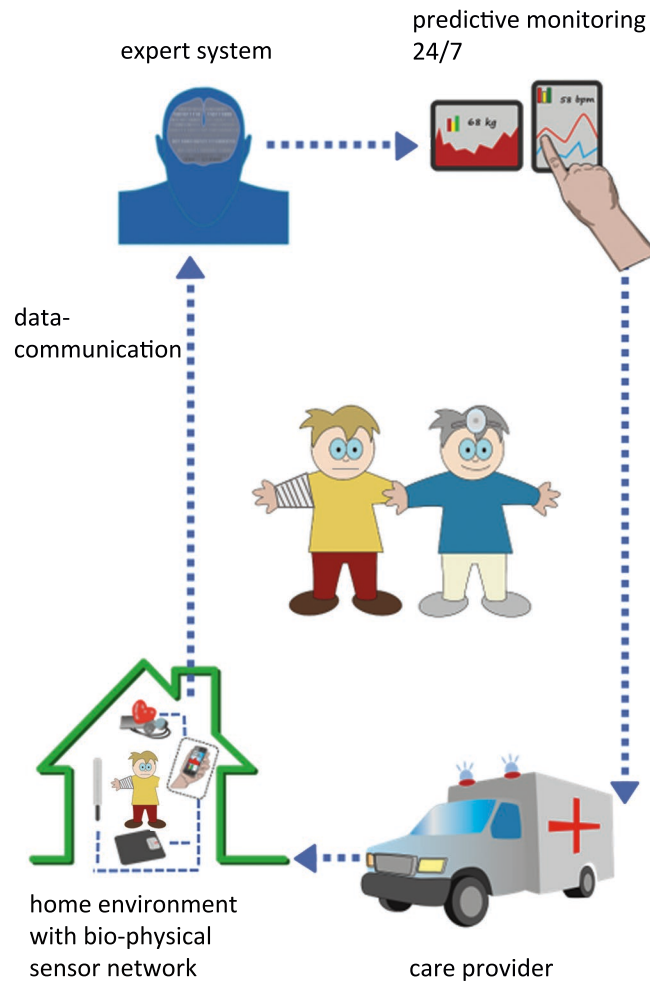 predictive monitoring
24/7
expert system
68 kg
58 bpm
data-
communication
home environment
with bio-physical
sensor network
care provider